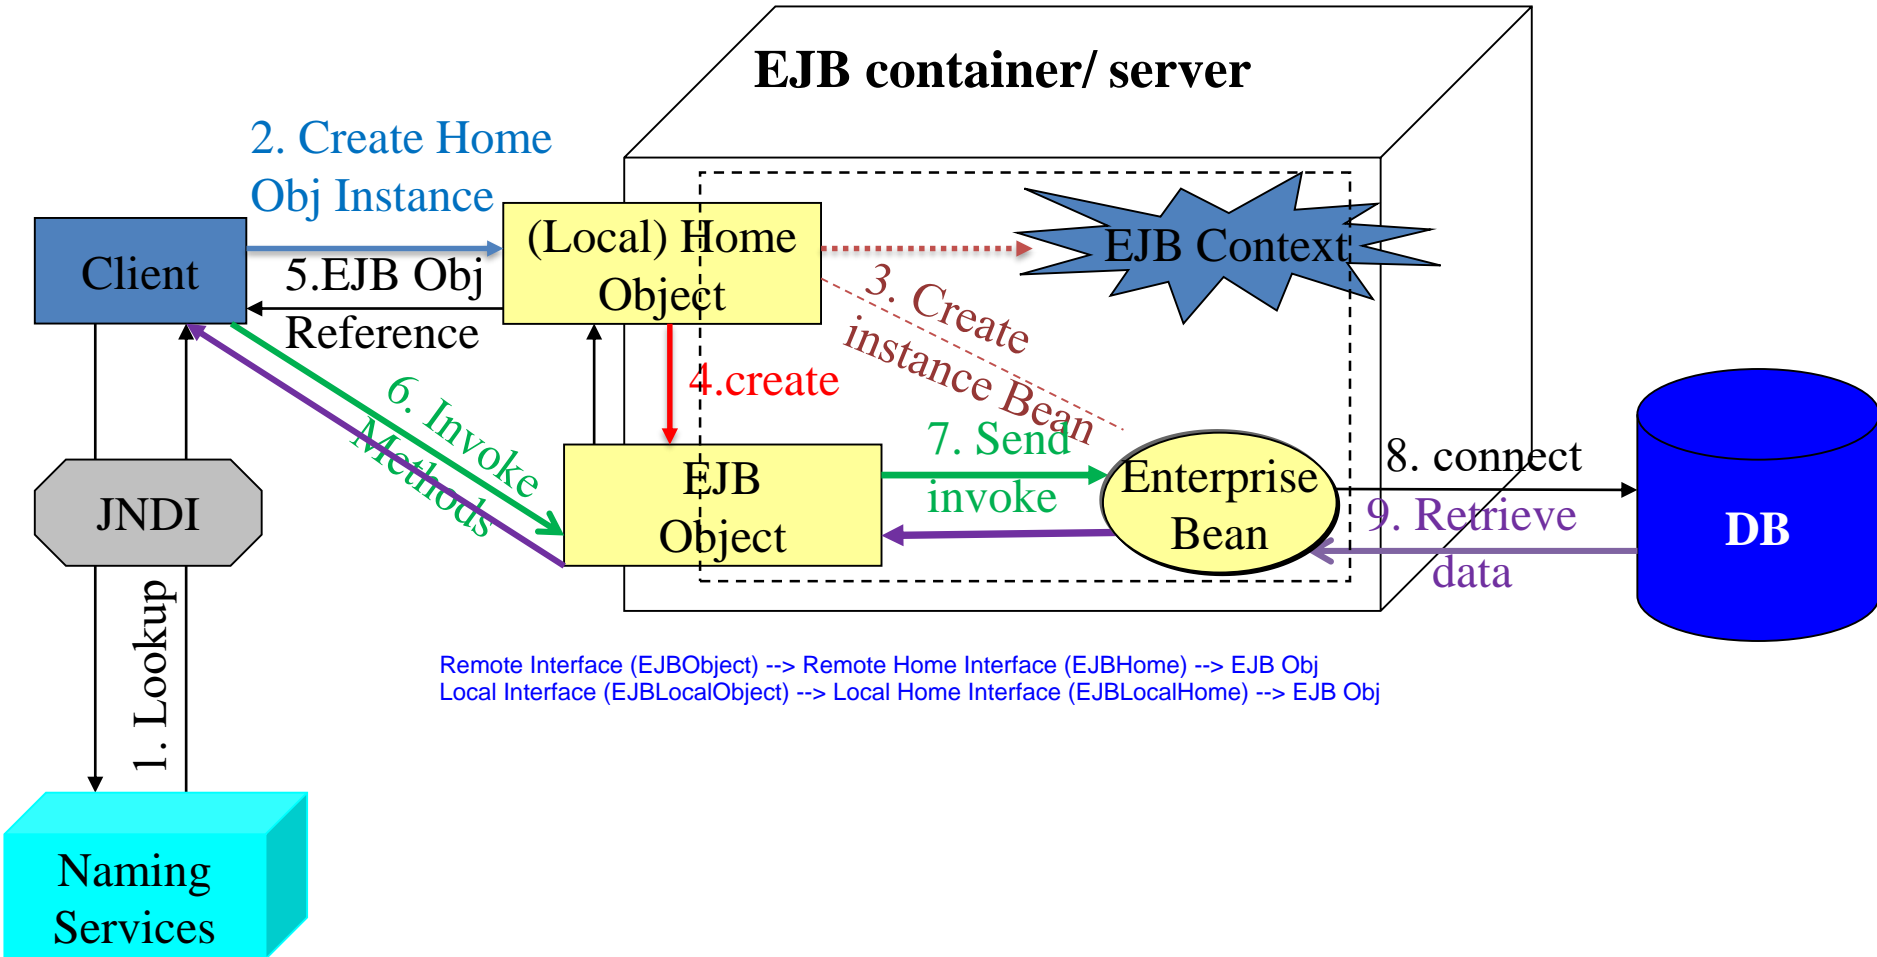 EJB container/ server
2. Create Home
Obj Instance
(Local) Home
Object
EJB Context
Client
5.EJB Obj
Reference
3. Create
instance Bean
4.create
6. Invoke
Methods
7. Send
invoke
EJB
Object
Enterprise
Bean
8. connect
9. Retrieve
data
DB
JNDI
1. Lookup
Remote Interface (EJBObject) --> Remote Home Interface (EJBHome) --> EJB Obj
Local Interface (EJBLocalObject) --> Local Home Interface (EJBLocalHome) --> EJB Obj
Naming
Services